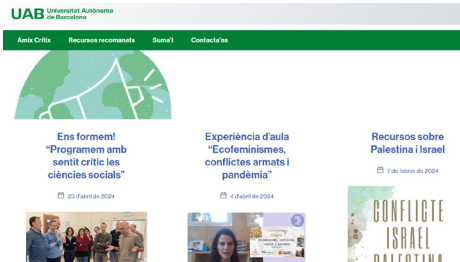 UAB Universitat Autònoma
de Barcelona
Amix Crítix Recursos recomanats Suma't Contacta'ns
Ens formem!
“Programem amb
sentit crític les
ciències socials”
23 d'abril de 2024
Experiència d'aula
“Ecofeminismes,
conflictes armats i
pandèmia”
4 d'abril de 2024
Recursos sobre
Palestina i Israel
7 de febrer de 2024
CONFLICTE
ISRAEL
PALESTINA